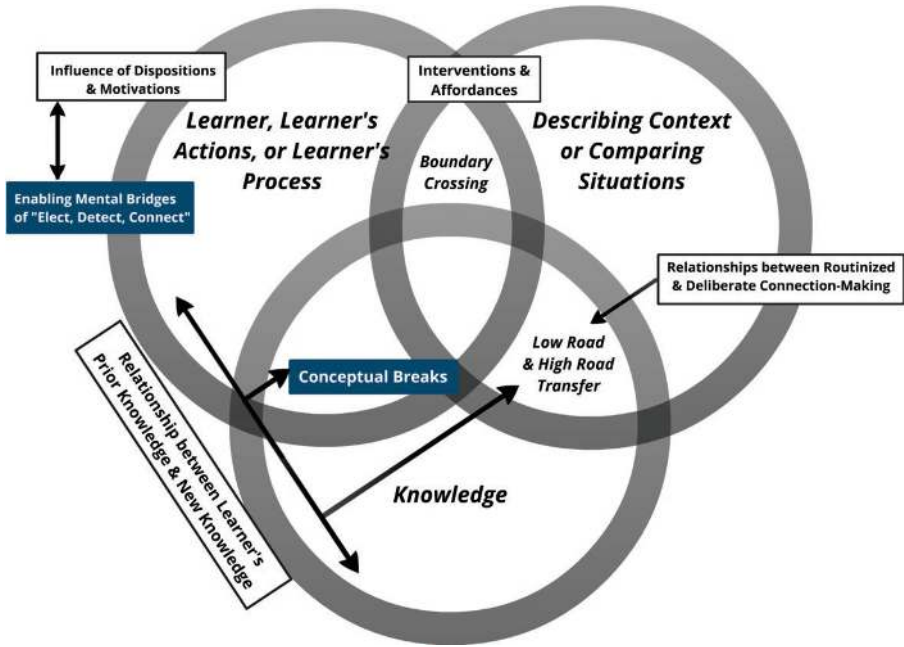 Influence of Dispositions
& Motivations
Interventions &
Affordances
Learner, Learner's
Actions, or Learner's
Process
Describing Context
or Comparing
Situations
Boundary
Crossing
Enabling Mental Bridges
of "Elect, Detect, Connect"
Relationships between Routinized
& Deliberate Connection-Making
Low Road
& High Road
Transfer
Conceptual Breaks
Relationship between Learner's
Prior Knowledge & New Knowledge
Knowledge